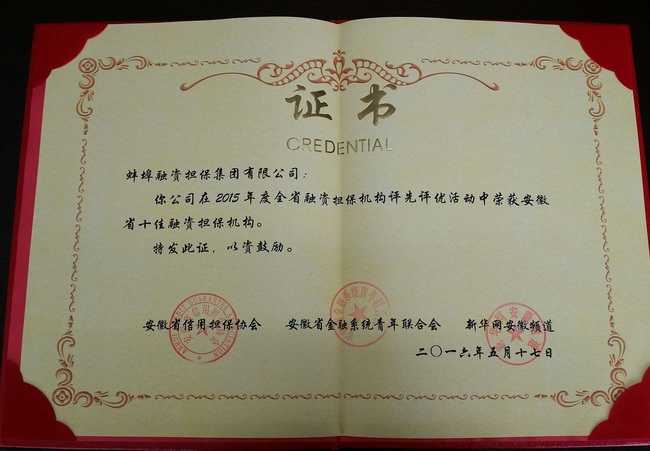 证书
CREDENTIAL
蚌埠融资担保集团有限公司：
你公司在2015年度全省融资担保机构评先评优活动中荣获安徽
省十佳融资担保机构。
特发此证，以资鼓励。
安徽省信用担保协会 安徽省金融系统青年联合会 新华网安徽频道
二〇一六年五月十七日